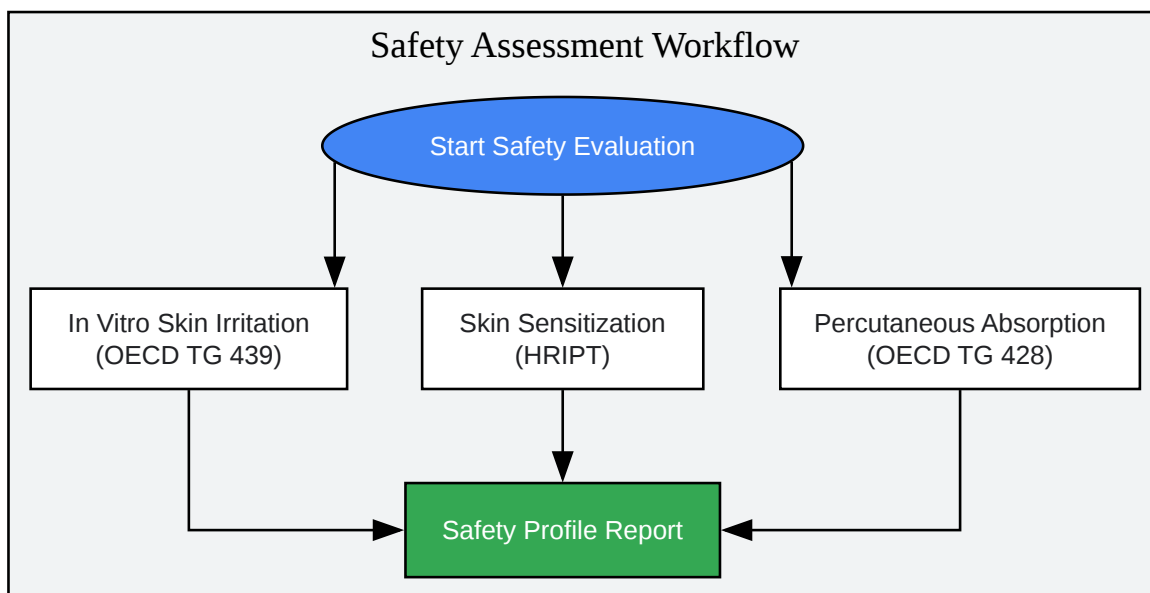 Safety Assessment Workflow
Start Safety Evaluation
In Vitro Skin Irritation
(OECD TG 439)
Skin Sensitization
(HRIPT)
Percutaneous Absorption
(OECD TG 428)
Safety Profile Report